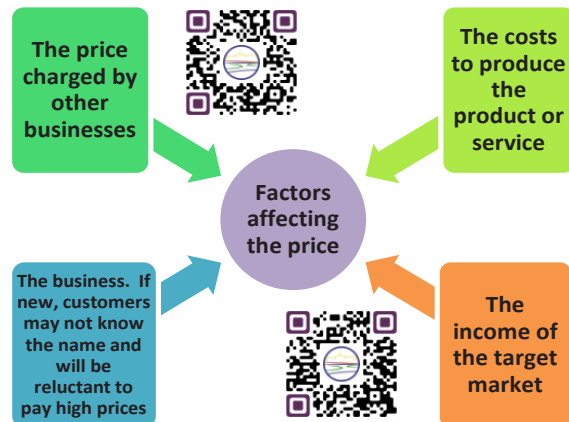 The price
charged by
other
businesses
The costs
to produce
the
product or
service
Factors
affecting
the price
The business.  If
new, customers
may not know
the name and
will be
reluctant to
pay high prices
The
income of
the target
market